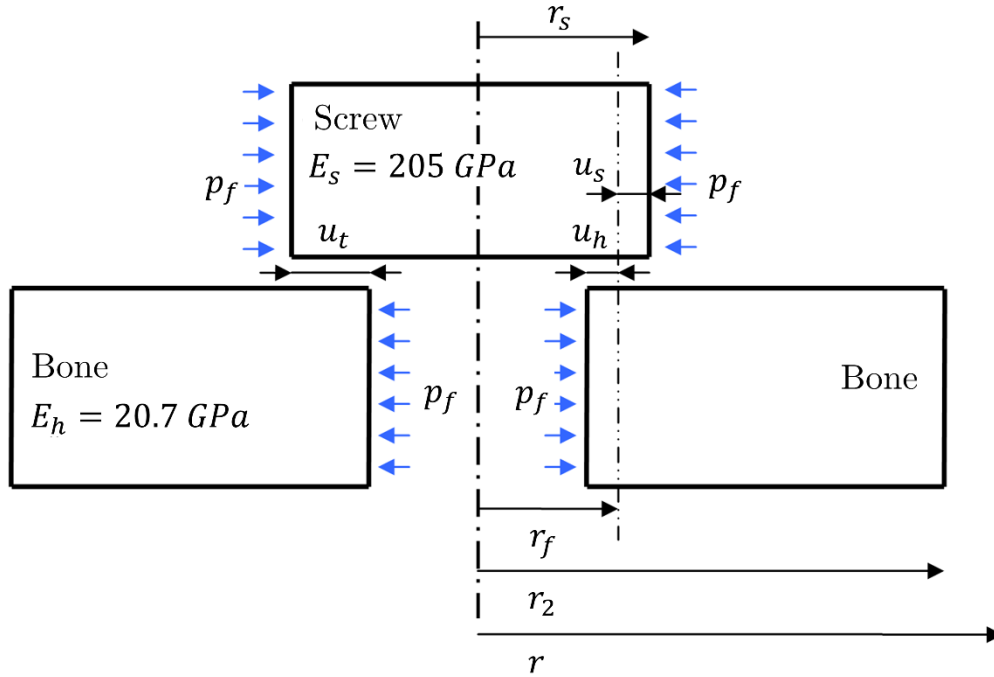 r_s
Screw
E_s = 205 GPa
u_s
p_f
p_f
u_t
u_h
Bone
E_h = 20.7 GPa
p_f
p_f
Bone
r_f
r_2
r